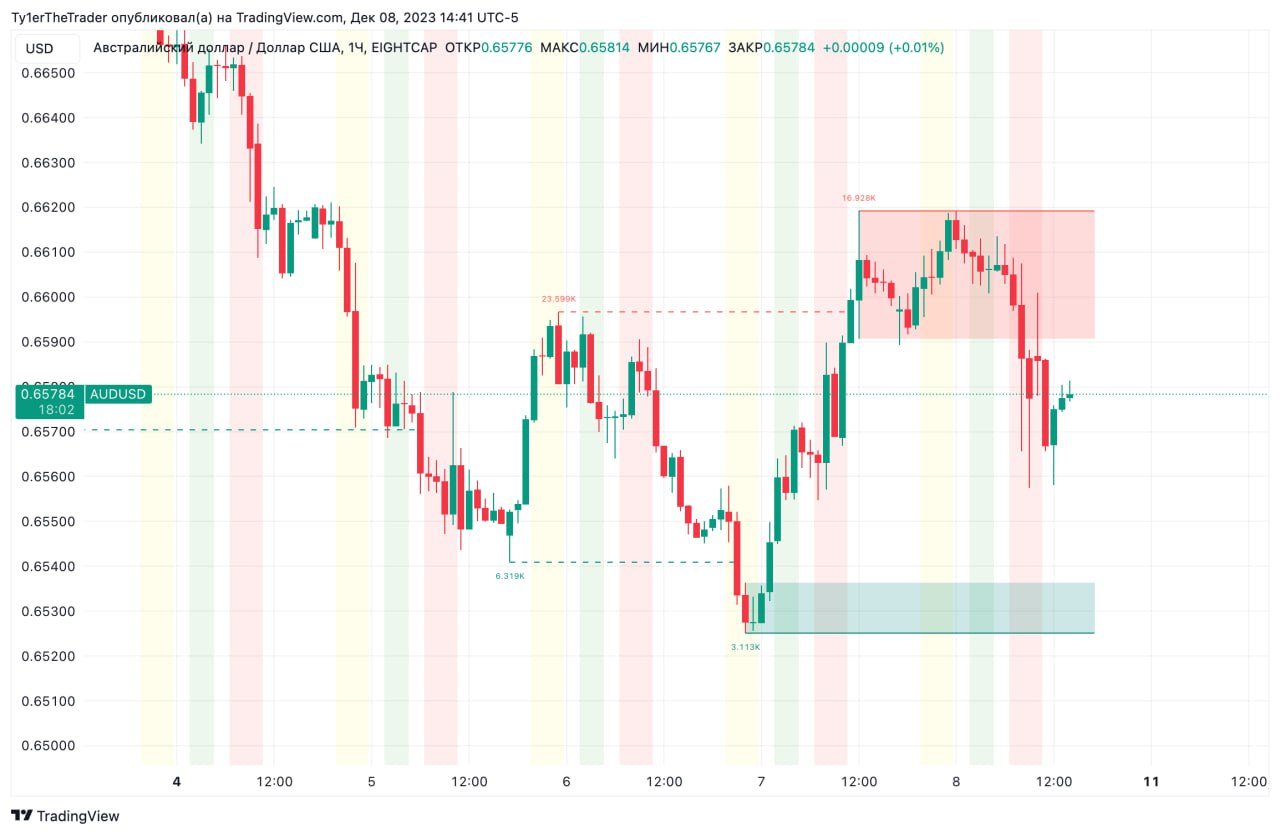 Ty1erTheTrader опубликовал(а) на TradingView.com, Дек 08, 2023 14:41 UTC-5
USD
Австралийский доллар / Доллар США, 1Ч, EIGHTCAP ОТКР0.65776 МАКС0.65814 МИН0.65767 ЗАКР0.65784 +0.00009 (+0.01%)
0.66500
0.66400
0.66300
0.66200
16.928K
0.66100
0.66000
23.599K
0.65900
0.65800
0.65784 AUDUSD
18:02
0.65700
0.65600
0.65500
0.65400
6.319K
0.65300
0.65200
3.113K
0.65100
0.65000
4 12:00 5 12:00 6 12:00 7 12:00 8 12:00 11 12:00
TradingView